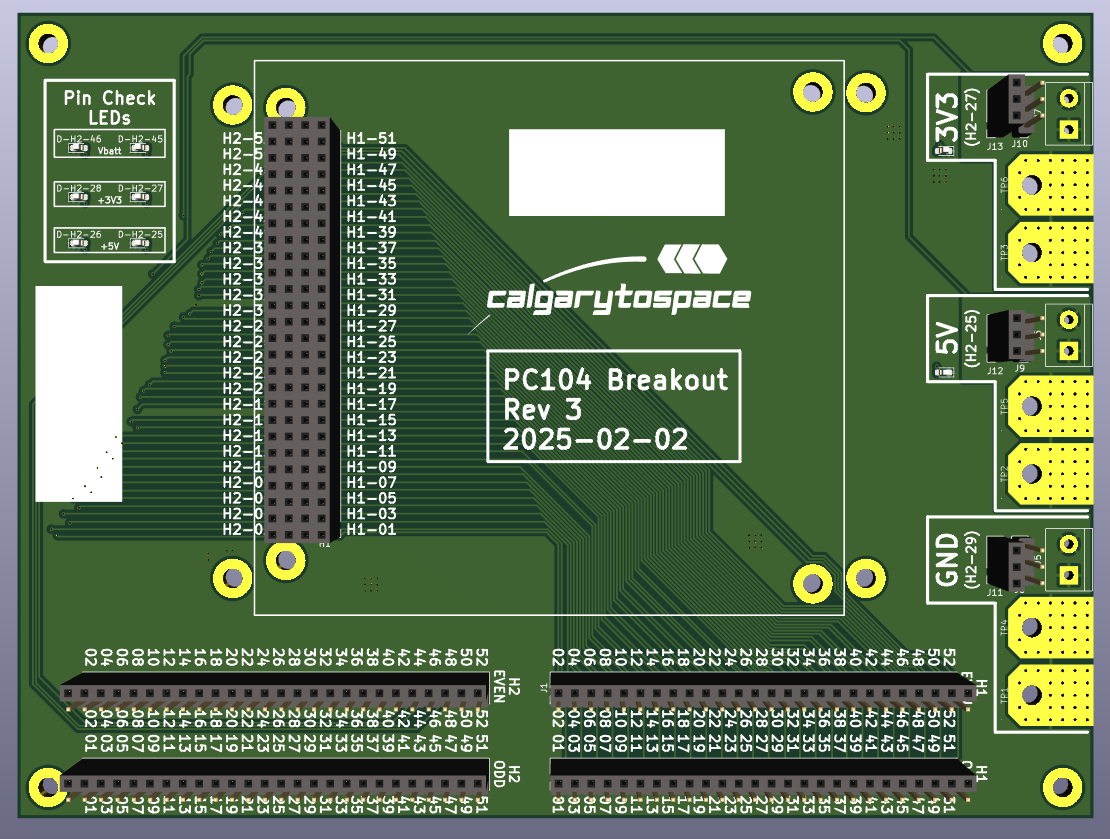 Pin Check
LEDs
D-H2-46 D-H2-45
Vbatt
D-H2-28 D-H2-27
+3V3
D-H2-26 D-H2-25
+5V
H2-5 H1-51
H2-5 H1-49
H2-4 H1-47
H2-4 H1-45
H2-4 H1-43
H2-4 H1-41
H2-4 H1-39
H2-3 H1-37
H2-3 H1-35
H2-3 H1-33
H2-3 H1-31
H2-3 H1-29
H2-2 H1-27
H2-2 H1-25
H2-2 H1-23
H2-2 H1-21
H2-2 H1-19
H2-1 H1-17
H2-1 H1-15
H2-1 H1-13
H2-1 H1-11
H2-1 H1-09
H2-0 H1-07
H2-0 H1-05
H2-0 H1-03
H2-0 H1-01
H1
calgarytospace
PC104 Breakout
Rev 3
2025-02-02
3V3
(H2-27)
J13 J10
TP6
TP3
5V
(H2-25)
J12 J9
TP5
TP2
GND
(H2-29)
J5
J11
TP4
TP1
02 04 06 08 10 12 14 16 18 20 22 24 26 28 30 32 34 36 38 40 42 44 46 48 50 52
H2
EVEN
02 04 06 08 10 12 14 16 18 20 22 24 26 28 30 32 34 36 38 40 42 44 46 48 50 52
01 03 05 07 09 11 13 15 17 19 21 23 25 27 29 31 33 35 37 39 41 43 45 47 49 51
H2
ODD
01 03 05 07 09 11 13 15 17 19 21 23 25 27 29 31 33 35 37 39 41 43 45 47 49 51
02 04 06 08 10 12 14 16 18 20 22 24 26 28 30 32 34 36 38 40 42 44 46 48 50 52
J1
H1
02 04 06 08 10 12 14 16 18 20 22 24 26 28 30 32 34 36 38 40 42 44 46 48 50 52
01 03 05 07 09 11 13 15 17 19 21 23 25 27 29 31 33 35 37 39 41 43 45 47 49 51
H1
01 03 05 07 09 11 13 15 17 19 21 23 25 27 29 31 33 35 37 39 41 43 45 47 49 51